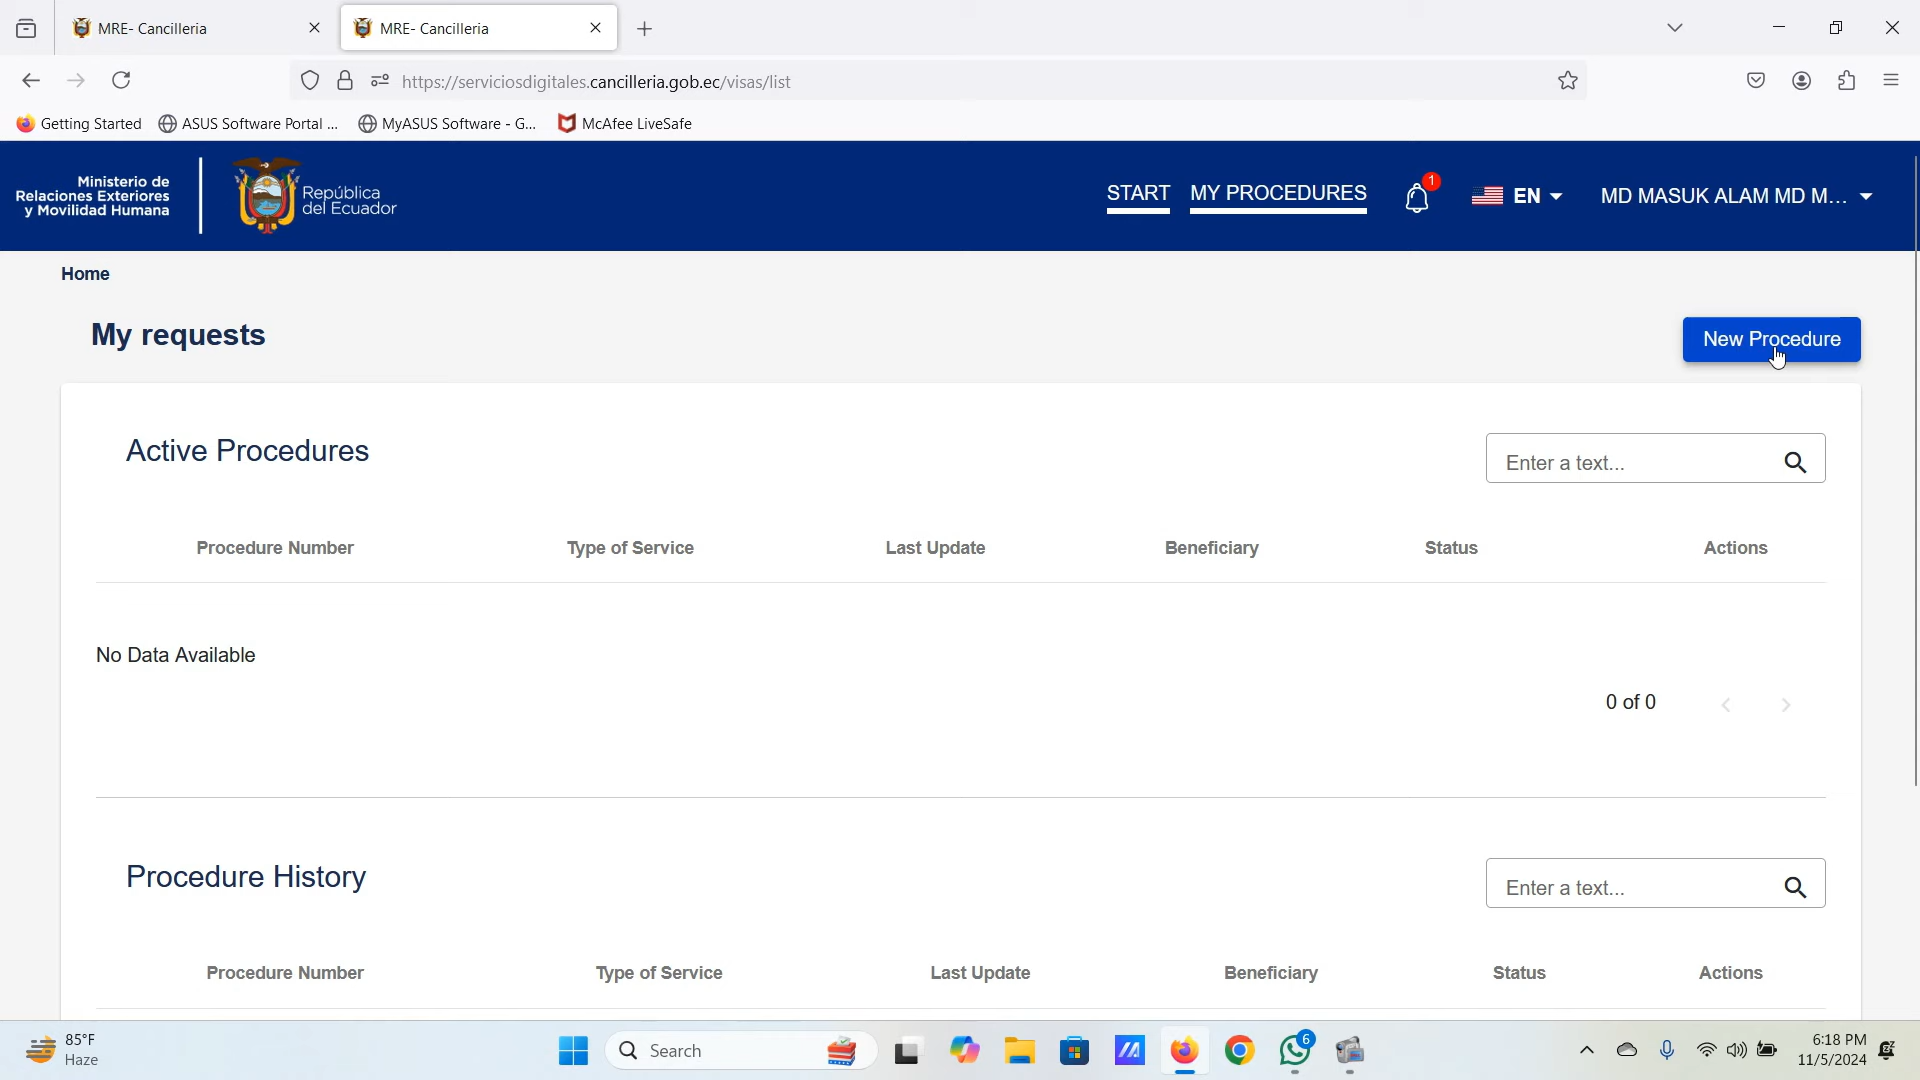 MRE- Cancilleria
MRE- Cancilleria
https://serviciosdigitales.cancilleria.gob.ec/visas/list
Getting Started
ASUS Software Portal ...
MyASUS Software - G...
McAfee LiveSafe
Ministerio de
Relaciones Exteriores
y Movilidad Humana
República
del Ecuador
START
MY PROCEDURES
1
EN
MD MASUK ALAM MD M...
Home
My requests
New Procedure
Active Procedures
Enter a text...
Procedure Number
Type of Service
Last Update
Beneficiary
Status
Actions
No Data Available
0 of 0
Procedure History
Enter a text...
Procedure Number
Type of Service
Last Update
Beneficiary
Status
Actions
85°F
Haze
Search
6
6:18 PM
11/5/2024